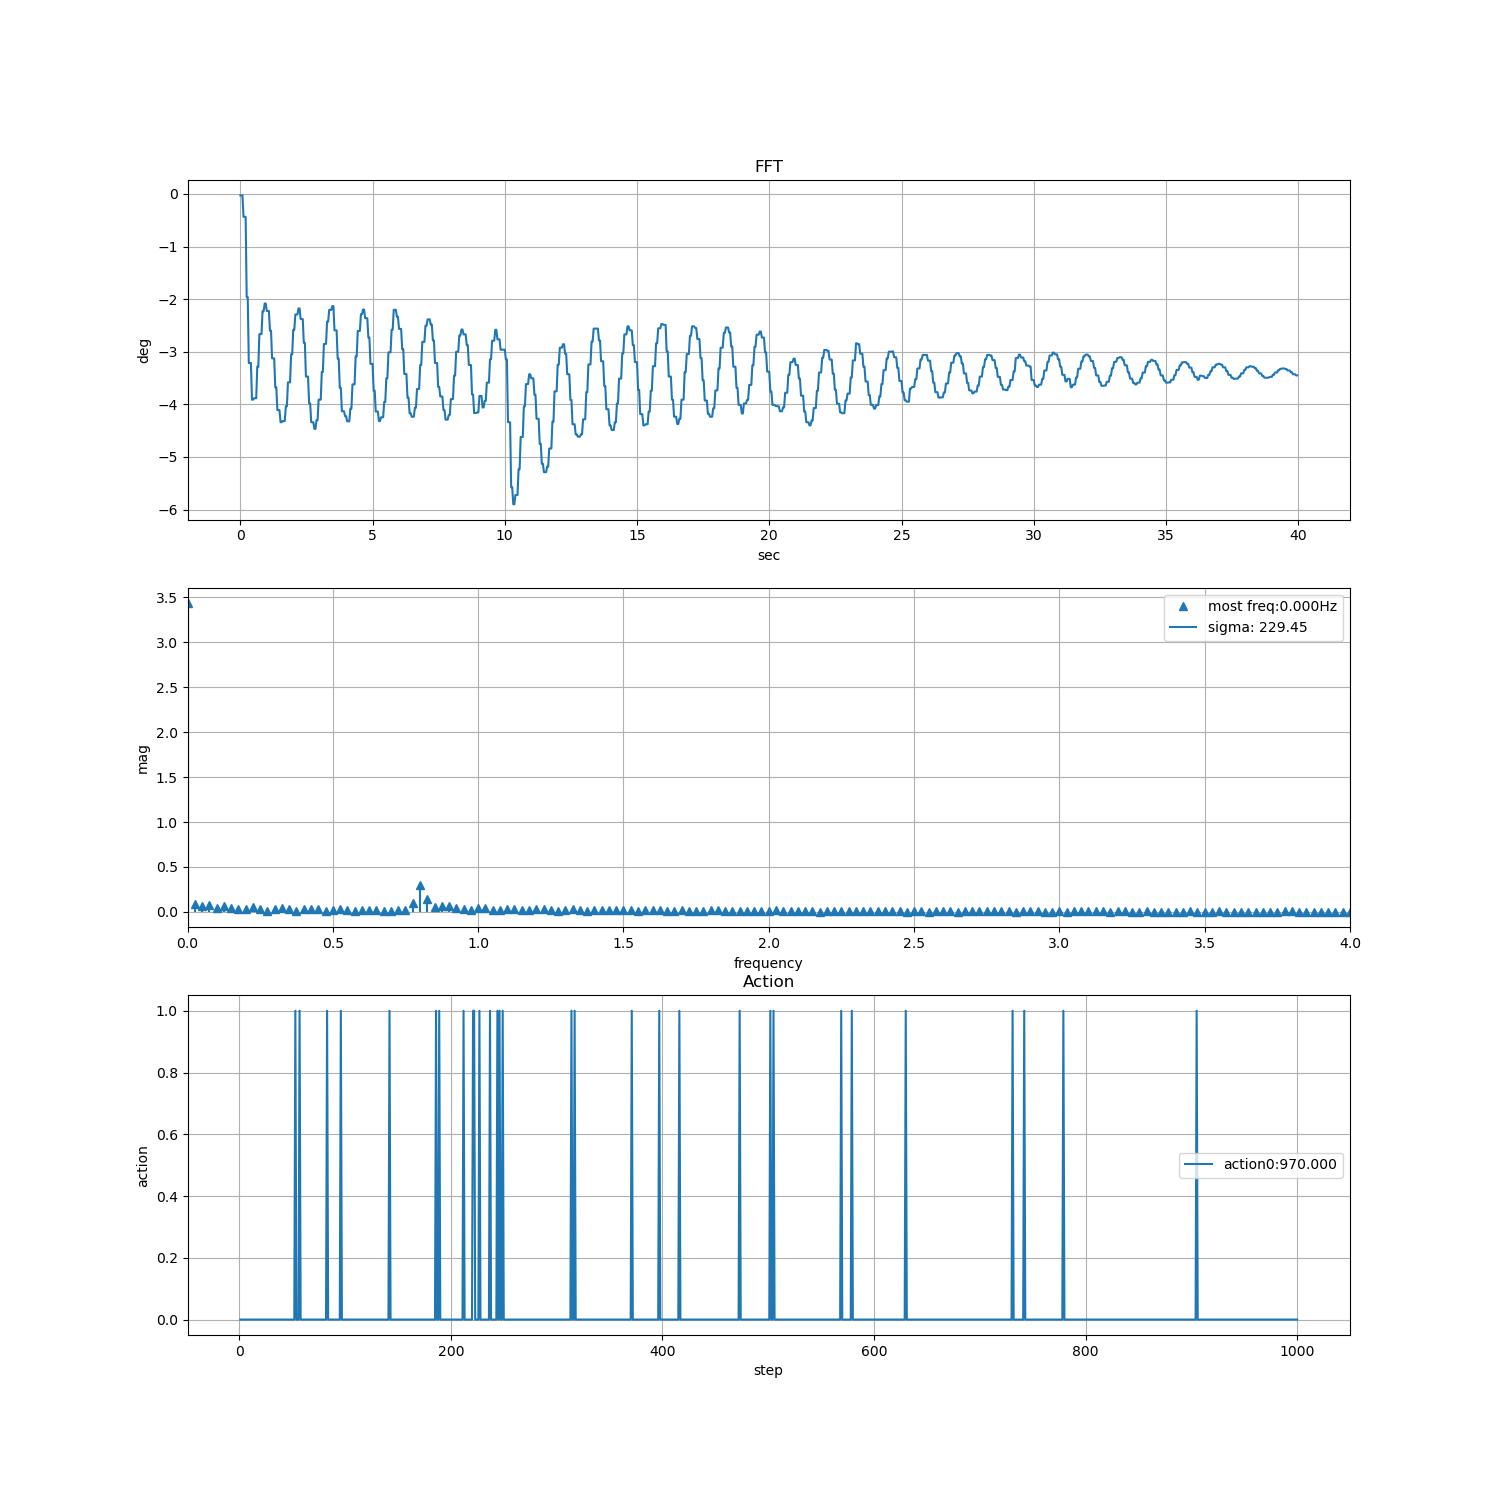 FFT
0
−1
−2
−3
−4
−5
−6
deg
0 5 10 15 20 25 30 35 40
sec
3.5
3.0
2.5
2.0
1.5
1.0
0.5
0.0
mag
most freq:0.000Hz
sigma: 229.45
0.0 0.5 1.0 1.5 2.0 2.5 3.0 3.5 4.0
frequency
Action
1.0
0.8
0.6
0.4
0.2
0.0
action
action0:970.000
0 200 400 600 800 1000
step